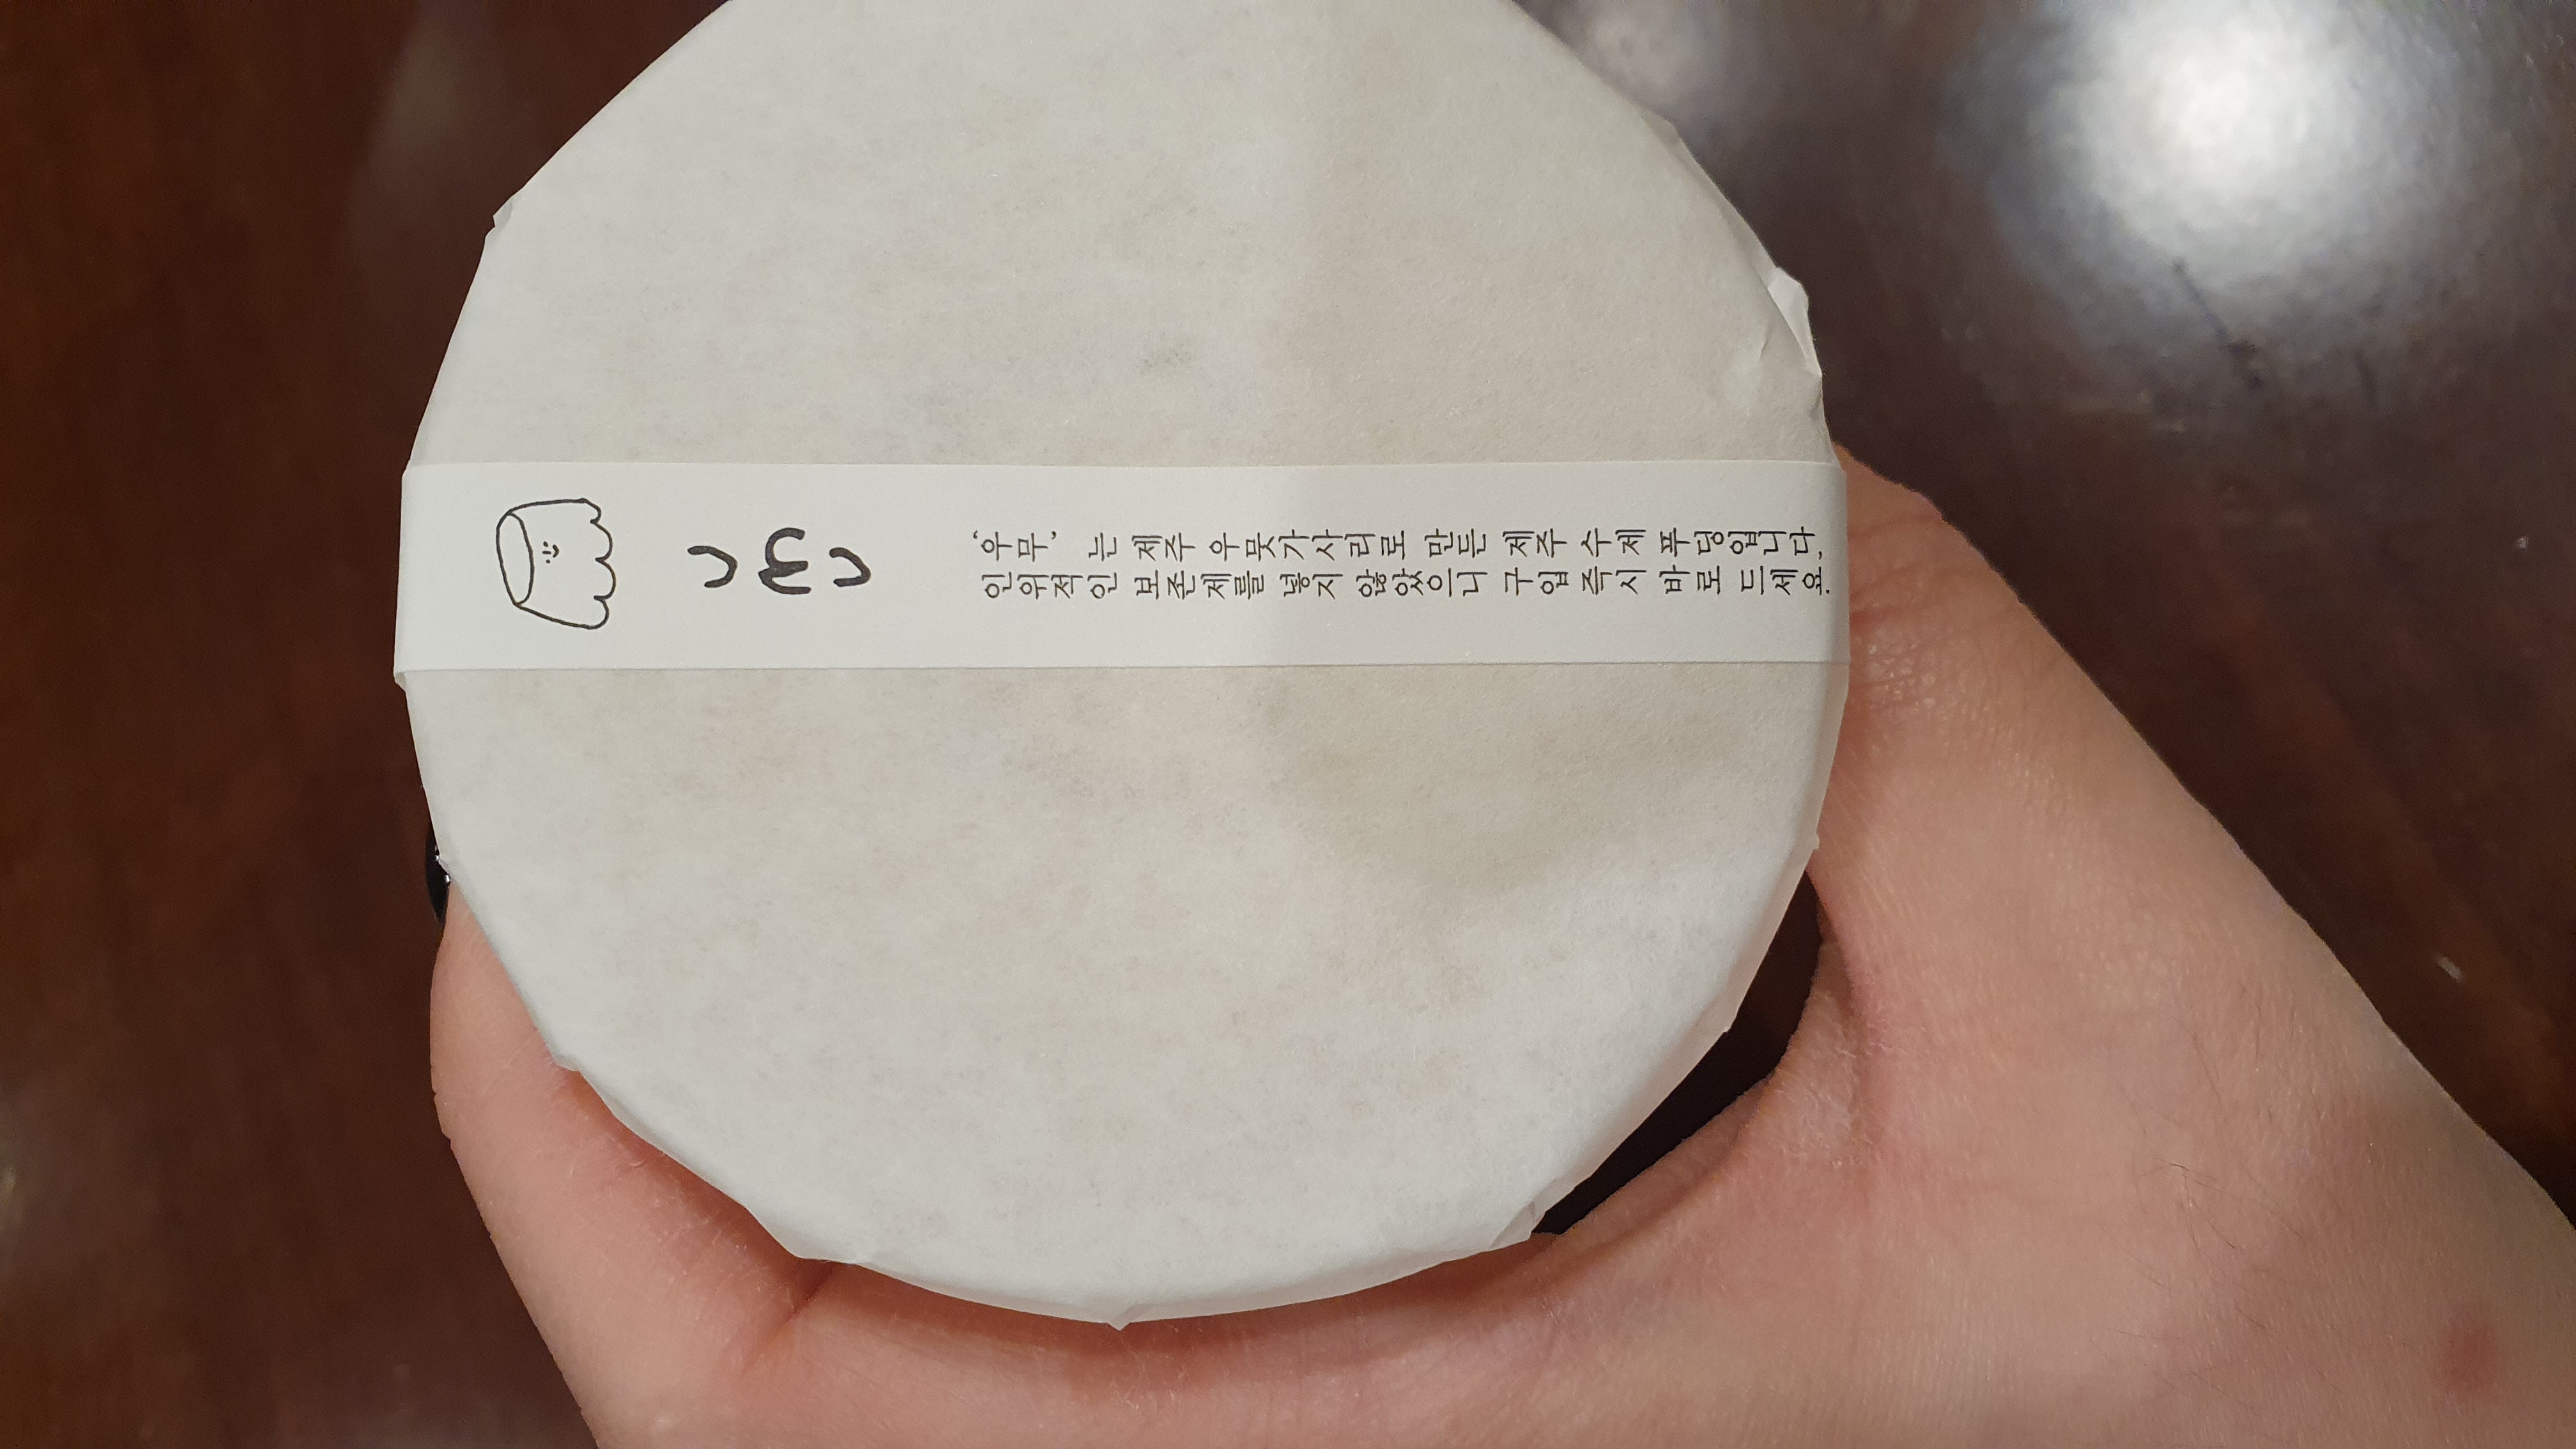 umu
'우무' 는 제주 우뭇가사리로 만든 제주 수제 푸딩입니다.
인위적인 보존제를 넣지 않았으니 구입 즉시 바로 드세요.